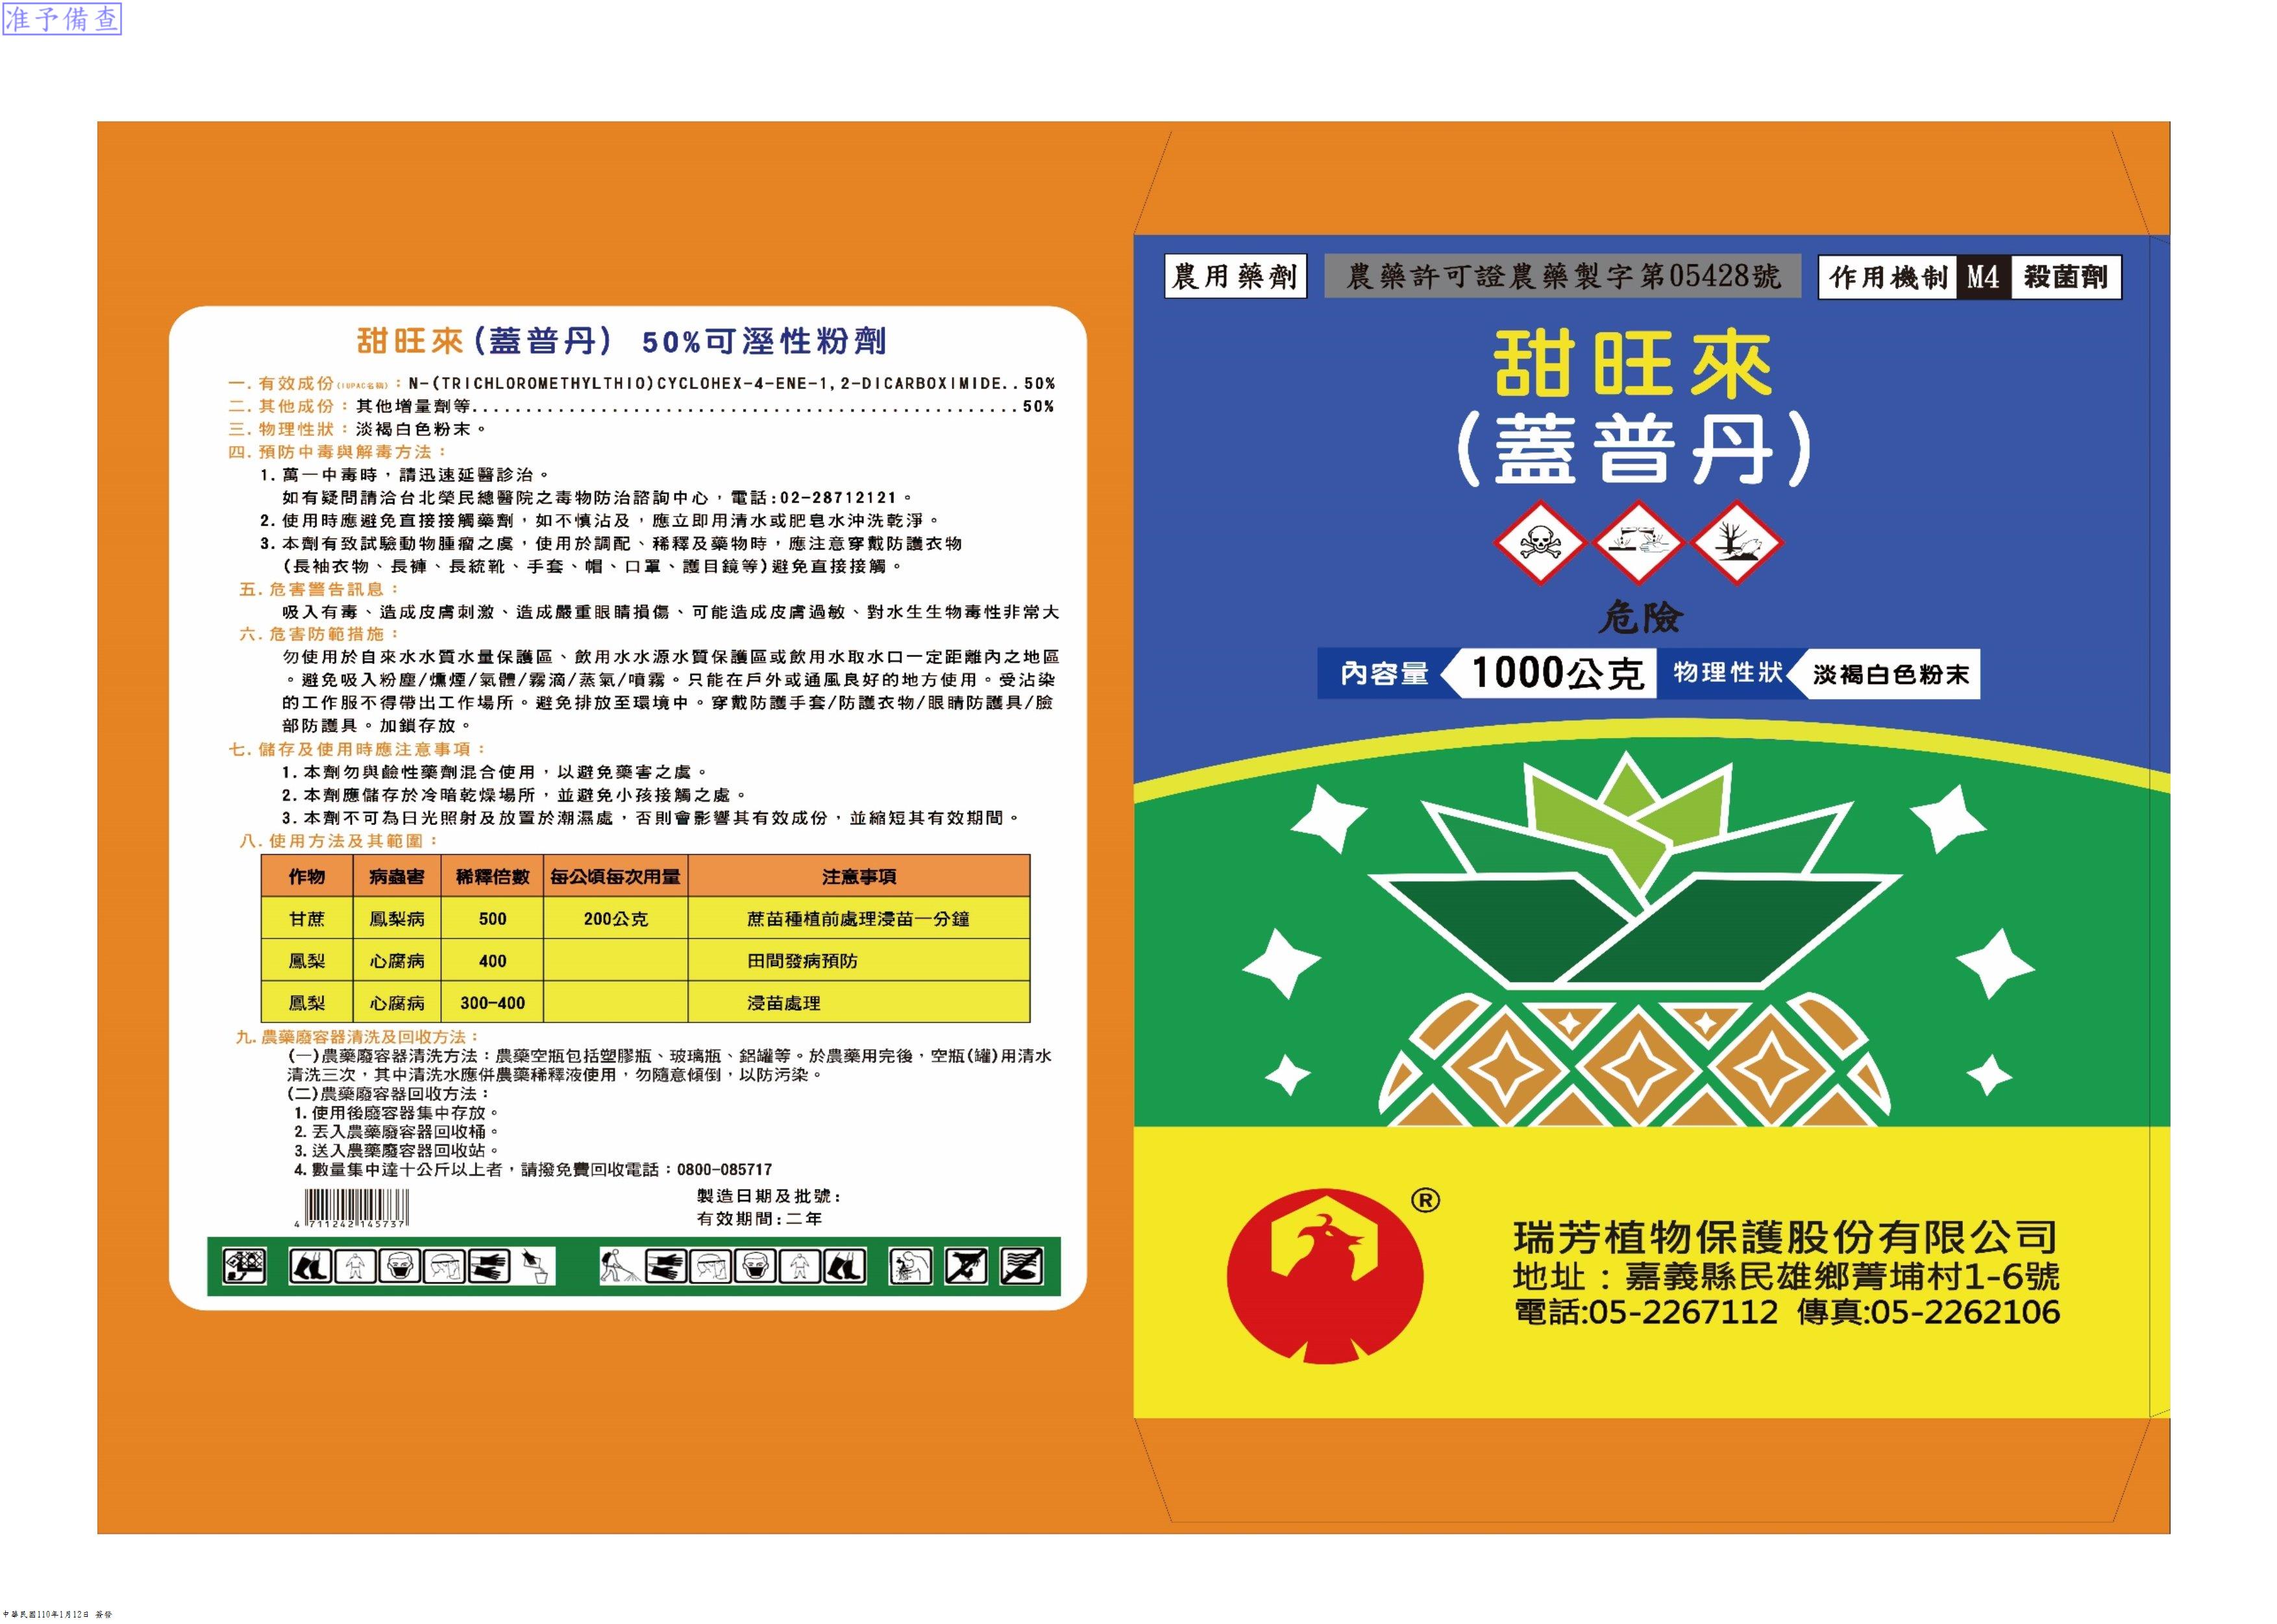 准予備查
甜旺來(蓋普丹) 50%可溼性粉劑
一.有效成份(IUPAC名稱)：N-(TRICHLOROMETHYLTHIO)CYCLOHEX-4-ENE-1,2-DICARBOXIMIDE..50%
二.其他成份：其他增量劑等..................................................50%
三.物理性狀：淡褐白色粉末。
四.預防中毒與解毒方法：
1.萬一中毒時，請迅速延醫診治。
如有疑問請洽台北榮民總醫院之毒物防治諮詢中心，電話:02-28712121。
2.使用時應避免直接接觸藥劑，如不慎沾及，應立即用清水或肥皂水沖洗乾淨。
3.本劑有致試驗動物腫瘤之虞，使用於調配、稀釋及藥物時，應注意穿戴防護衣物
(長袖衣物、長褲、長統靴、手套、帽、口罩、護目鏡等)避免直接接觸。
五.危害警告訊息：
吸入有毒、造成皮膚刺激、造成嚴重眼睛損傷、可能造成皮膚過敏、對水生生物毒性非常大
六.危害防範措施：
勿使用於自來水水質水量保護區、飲用水水源水質保護區或飲用水取水口一定距離內之地區
。避免吸入粉塵/燻煙/氣體/霧滴/蒸氣/噴霧。只能在戶外或通風良好的地方使用。受沾染
的工作服不得帶出工作場所。避免排放至環境中。穿戴防護手套/防護衣物/眼睛防護具/臉
部防護具。加鎖存放。
七.儲存及使用時應注意事項：
1.本劑勿與鹼性藥劑混合使用，以避免藥害之虞。
2.本劑應儲存於冷暗乾燥場所，並避免小孩接觸之處。
3.本劑不可為日光照射及放置於潮濕處，否則會影響其有效成份，並縮短其有效期間。
八.使用方法及其範圍：
作物 病蟲害 稀釋倍數 每公頃每次用量 注意事項
甘蔗 鳳梨病 500 200公克 蔗苗種植前處理浸苗一分鐘
鳳梨 心腐病 400 田間發病預防
鳳梨 心腐病 300-400 浸苗處理
九.農藥廢容器清洗及回收方法：
(一)農藥廢容器清洗方法：農藥空瓶包括塑膠瓶、玻璃瓶、鋁罐等。於農藥用完後，空瓶(罐)用清水
清洗三次，其中清洗水應併農藥稀釋液使用，勿隨意傾倒，以防污染。
(二)農藥廢容器回收方法：
1.使用後廢容器集中存放。
2.丟入農藥廢容器回收桶。
3.送入農藥廢容器回收站。
4.數量集中達十公斤以上者，請撥免費回收電話：0800-085717
製造日期及批號:
有效期間:二年
4 711242 145737
農用藥劑 農藥許可證農藥製字第05428號 作用機制 M4 殺菌劑
甜旺來
(蓋普丹)
危險
內容量 1000公克 物理性狀 淡褐白色粉末
®
瑞芳植物保護股份有限公司
地址：嘉義縣民雄鄉菁埔村1-6號
電話:05-2267112 傳真:05-2262106
中華民國110年1月12日 簽發